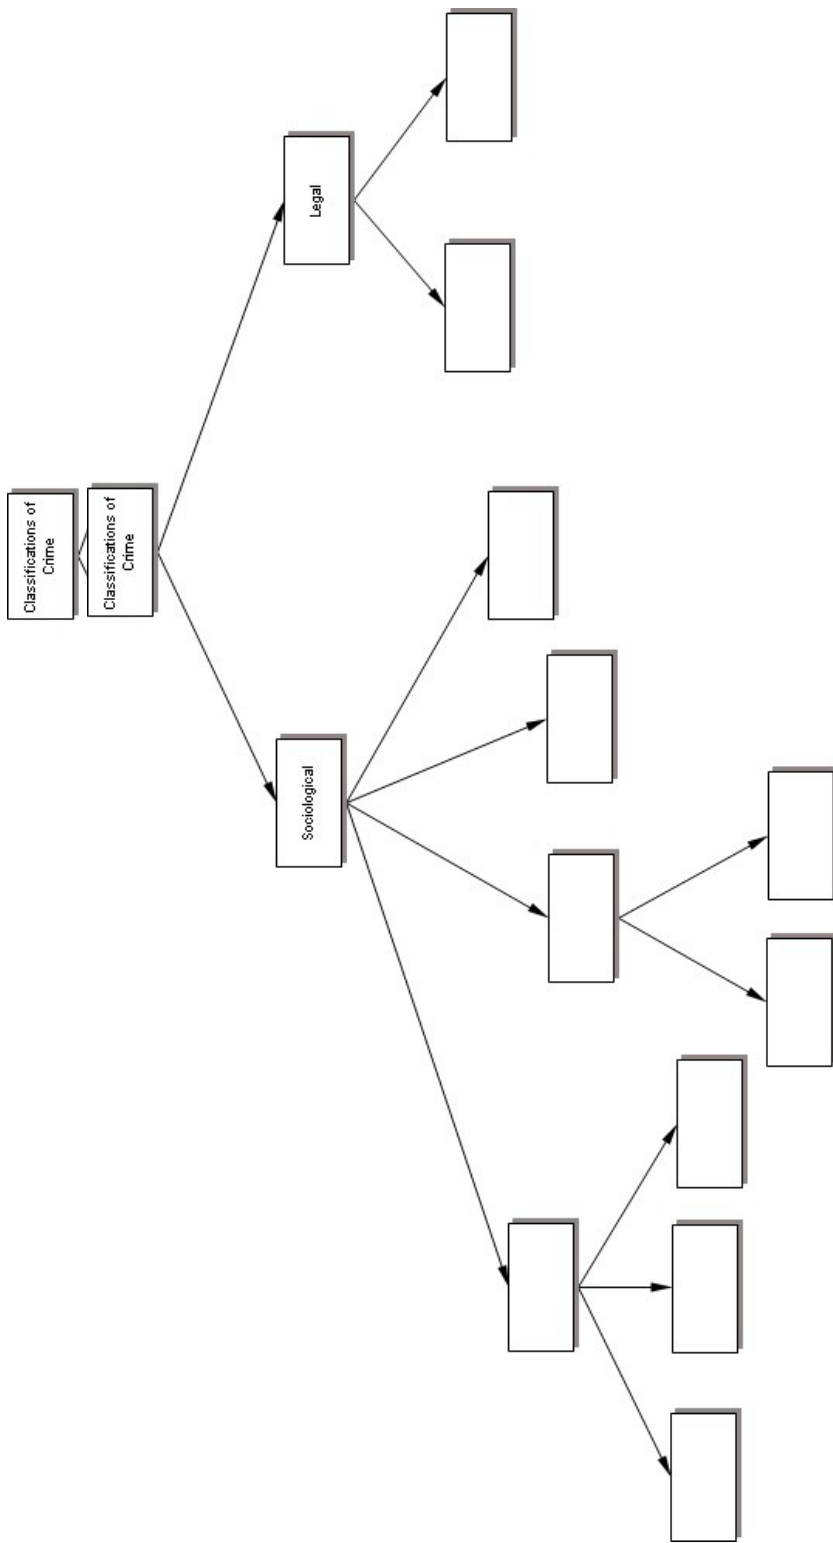 Classifications of
Crime
Classifications of
Crime
Sociological
Legal